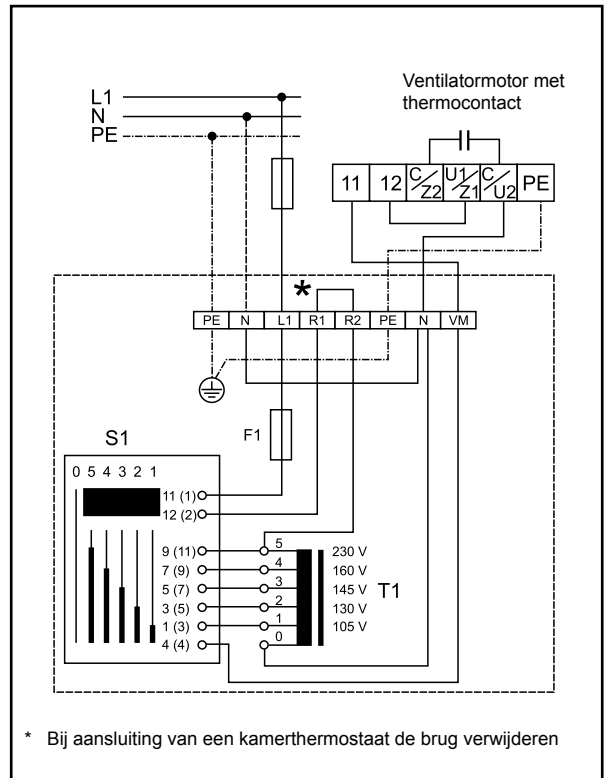 Ventilatormotor met
thermocontact
L1
N
PE
11 12 C/Z2 U1/Z1 C/U2 PE
*
PE N L1 R1 R2 PE N VM
F1
S1
0 5 4 3 2 1
11 (1)
12 (2)
9 (11) 5 230 V
7 (9) 4 160 V
5 (7) 3 145 V T1
3 (5) 2 130 V
1 (3) 1 105 V
4 (4) 0
* Bij aansluiting van een kamerthermostaat de brug verwijderen